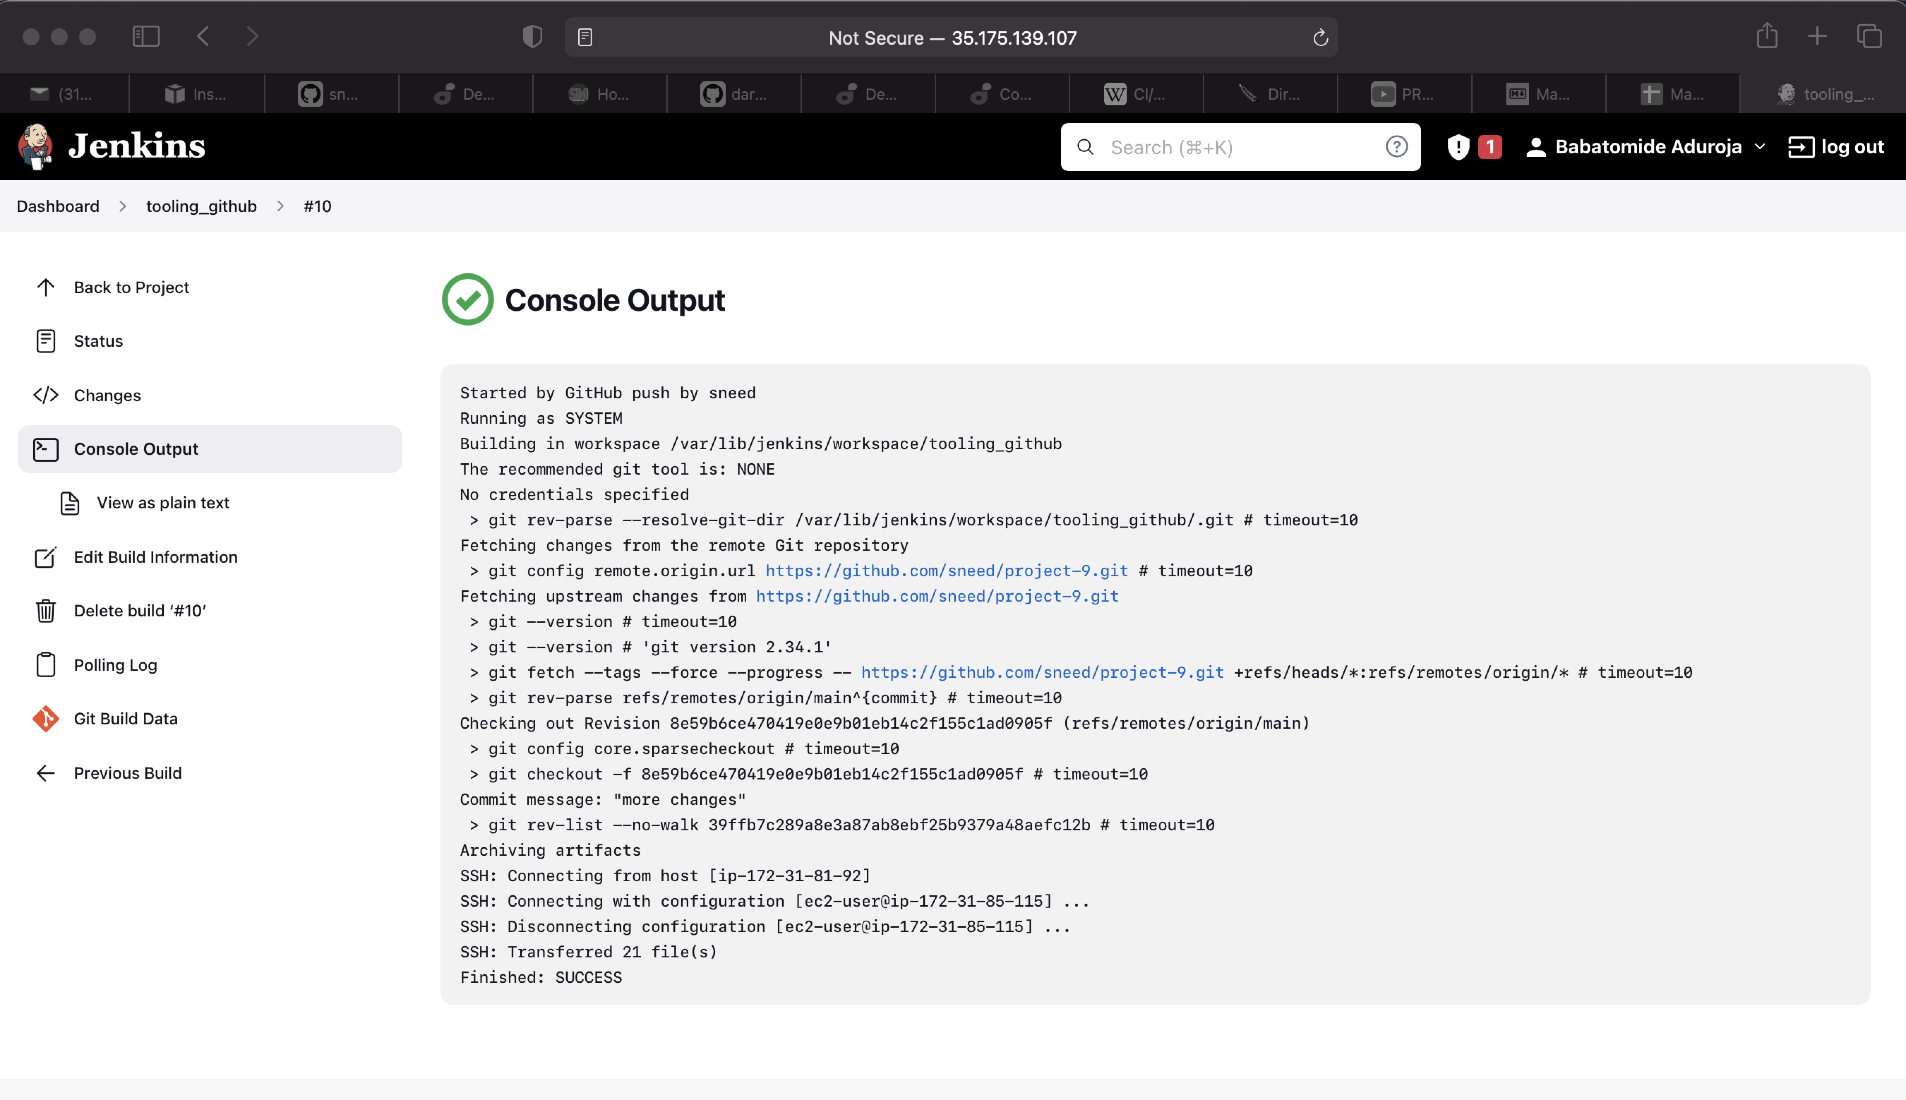 Not Secure — 35.175.139.107
(31... Ins... sn... De... Ho... dar... De... Co... CI/... Dir... PR... Ma... Ma... tooling_...
Jenkins
Search (⌘+K)
1
Babatomide Aduroja
log out
Dashboard > tooling_github > #10
Back to Project
Status
Changes
Console Output
View as plain text
Edit Build Information
Delete build ‘#10’
Polling Log
Git Build Data
Previous Build
Console Output
Started by GitHub push by sneed
Running as SYSTEM
Building in workspace /var/lib/jenkins/workspace/tooling_github
The recommended git tool is: NONE
No credentials specified
> git rev-parse --resolve-git-dir /var/lib/jenkins/workspace/tooling_github/.git # timeout=10
Fetching changes from the remote Git repository
> git config remote.origin.url https://github.com/sneed/project-9.git # timeout=10
Fetching upstream changes from https://github.com/sneed/project-9.git
> git --version # timeout=10
> git --version # 'git version 2.34.1'
> git fetch --tags --force --progress -- https://github.com/sneed/project-9.git +refs/heads/*:refs/remotes/origin/* # timeout=10
> git rev-parse refs/remotes/origin/main^{commit} # timeout=10
Checking out Revision 8e59b6ce470419e0e9b01eb14c2f155c1ad0905f (refs/remotes/origin/main)
> git config core.sparsecheckout # timeout=10
> git checkout -f 8e59b6ce470419e0e9b01eb14c2f155c1ad0905f # timeout=10
Commit message: "more changes"
> git rev-list --no-walk 39ffb7c289a8e3a87ab8ebf25b9379a48aefc12b # timeout=10
Archiving artifacts
SSH: Connecting from host [ip-172-31-81-92]
SSH: Connecting with configuration [ec2-user@ip-172-31-85-115] ...
SSH: Disconnecting configuration [ec2-user@ip-172-31-85-115] ...
SSH: Transferred 21 file(s)
Finished: SUCCESS